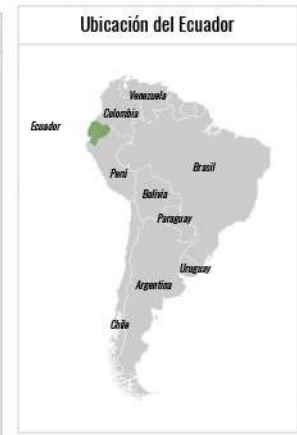 Ubicación del Ecuador
Venezuela
Colombia
Ecuador
Perú
Brasil
Bolivia
Paraguay
Uruguay
Argentina
Chile